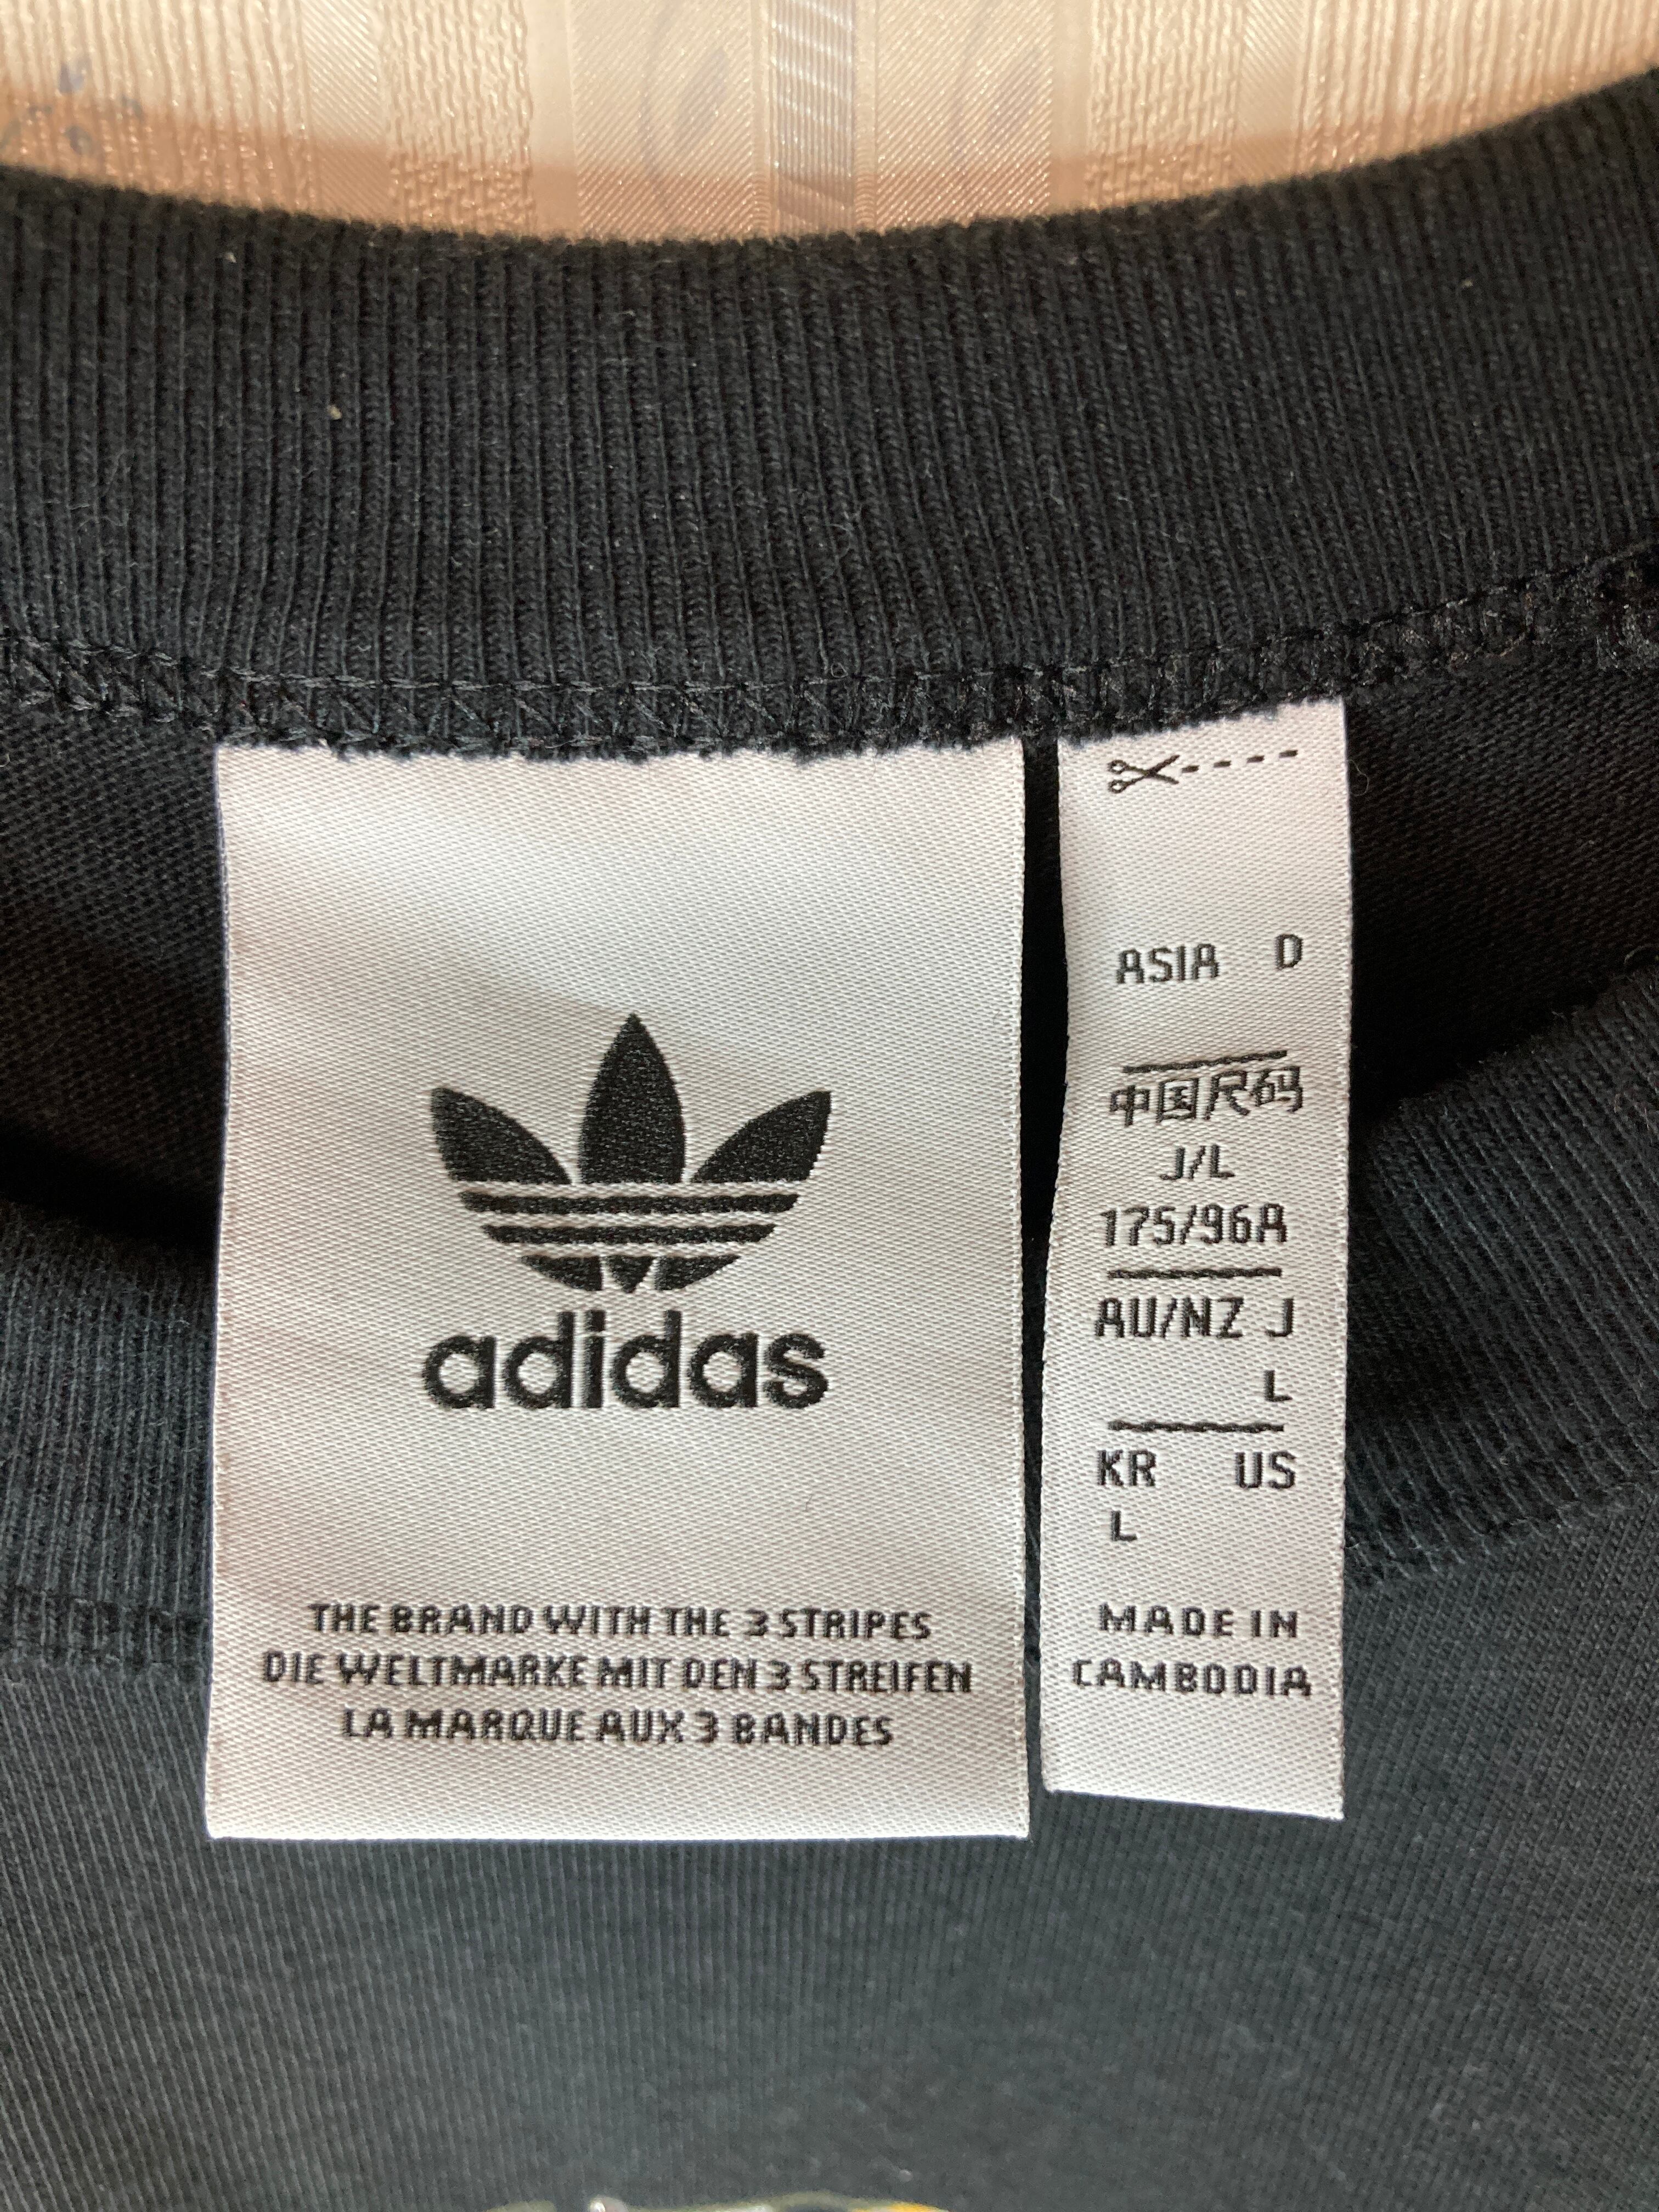 adidas
THE BRAND WITH THE 3 STRIPES
DIE WELTMARKE MIT DEN 3 STREIFEN
LA MARQUE AUX 3 BANDES
ASIA D
中国尺码
J/L
175/96A
AU/NZ J
L
KR US
L
MADE IN
CAMBODIA